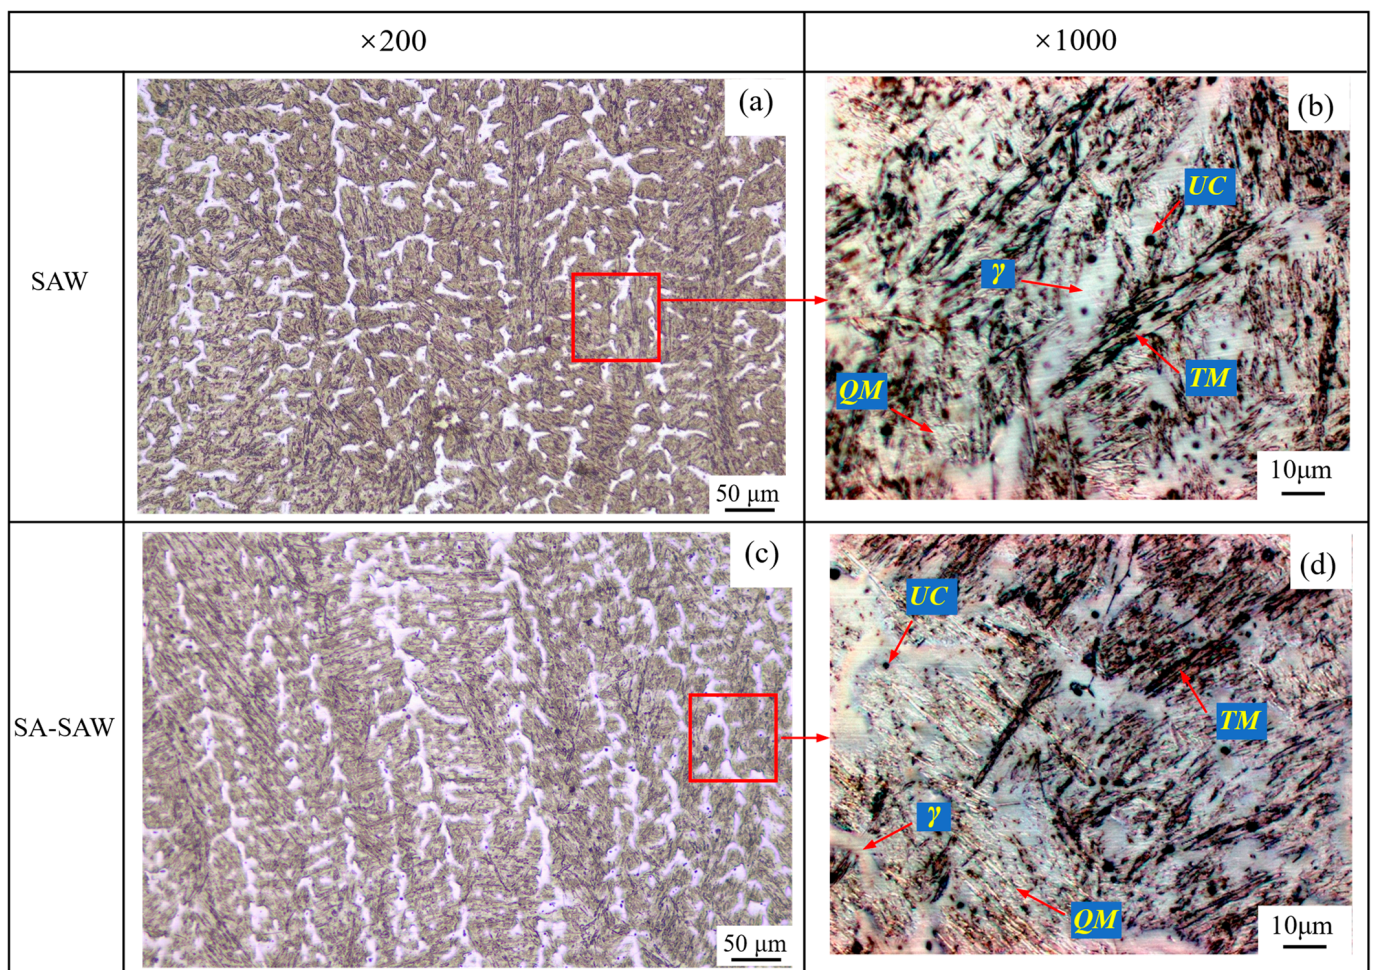 ×200
×1000
SAW
(a)
50 μm
(b)
UC
γ
TM
QM
10μm
SA-SAW
(c)
50 μm
(d)
UC
TM
γ
QM
10μm